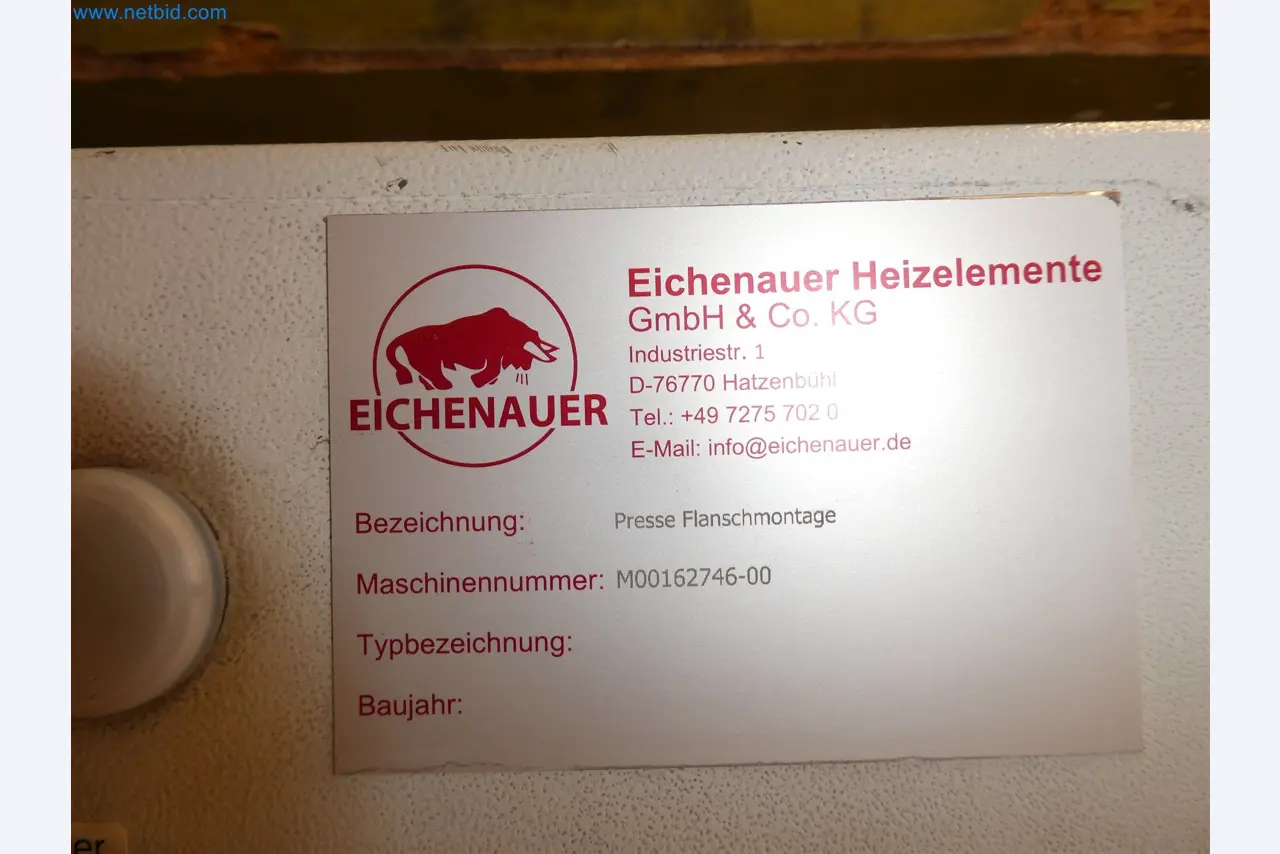 www.netbid.com
EICHENAUER
Eichenauer Heizelemente
GmbH & Co. KG
Industriestr. 1
D-76770 Hatzenbühl
Tel.: +49 7275 702 0
E-Mail: info@eichenauer.de
Bezeichnung: Presse Flanschmontage
Maschinennummer: M00162746-00
Typbezeichnung:
Baujahr: